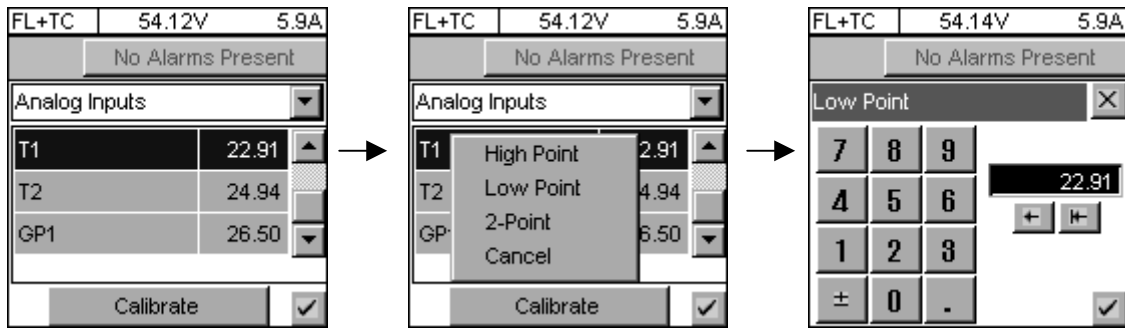 FL+TC 54.12V 5.9A
No Alarms Present
Analog Inputs
T1 22.91
T2 24.94
GP1 26.50
Calibrate
FL+TC 54.12V 5.9A
No Alarms Present
Analog Inputs
T1 2.91
T2 4.94
GP 6.50
High Point
Low Point
2-Point
Cancel
Calibrate
FL+TC 54.14V 5.9A
No Alarms Present
Low Point
7 8 9
22.91
4 5 6
1 2 3
± 0 .